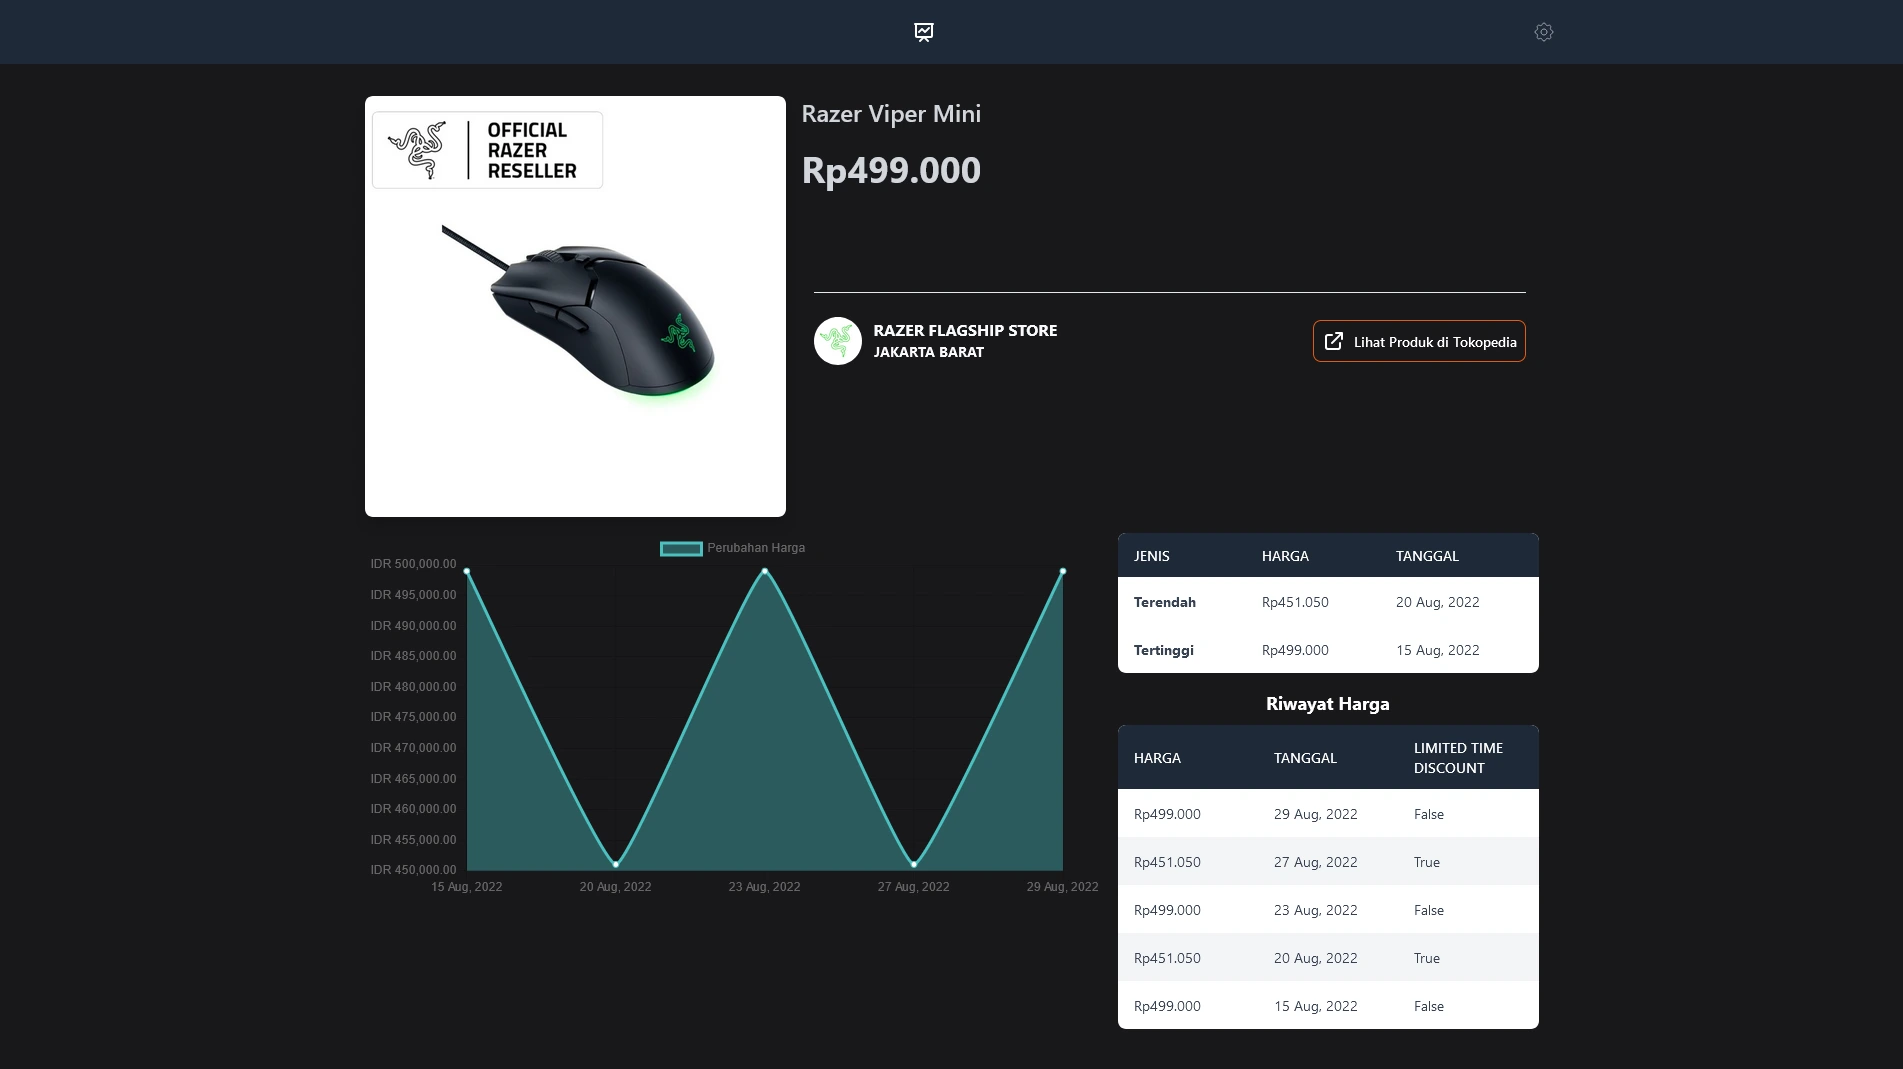 OFFICIAL
RAZER
RESELLER
Razer Viper Mini
Rp499.000
RAZER FLAGSHIP STORE
JAKARTA BARAT
Lihat Produk di Tokopedia
Perubahan Harga
IDR 500,000.00
IDR 495,000.00
IDR 490,000.00
IDR 485,000.00
IDR 480,000.00
IDR 475,000.00
IDR 470,000.00
IDR 465,000.00
IDR 460,000.00
IDR 455,000.00
IDR 450,000.00
15 Aug, 2022 20 Aug, 2022 23 Aug, 2022 27 Aug, 2022 29 Aug, 2022
JENIS HARGA TANGGAL
Terendah Rp451.050 20 Aug, 2022
Tertinggi Rp499.000 15 Aug, 2022
Riwayat Harga
HARGA TANGGAL LIMITED TIME
DISCOUNT
Rp499.000 29 Aug, 2022 False
Rp451.050 27 Aug, 2022 True
Rp499.000 23 Aug, 2022 False
Rp451.050 20 Aug, 2022 True
Rp499.000 15 Aug, 2022 False